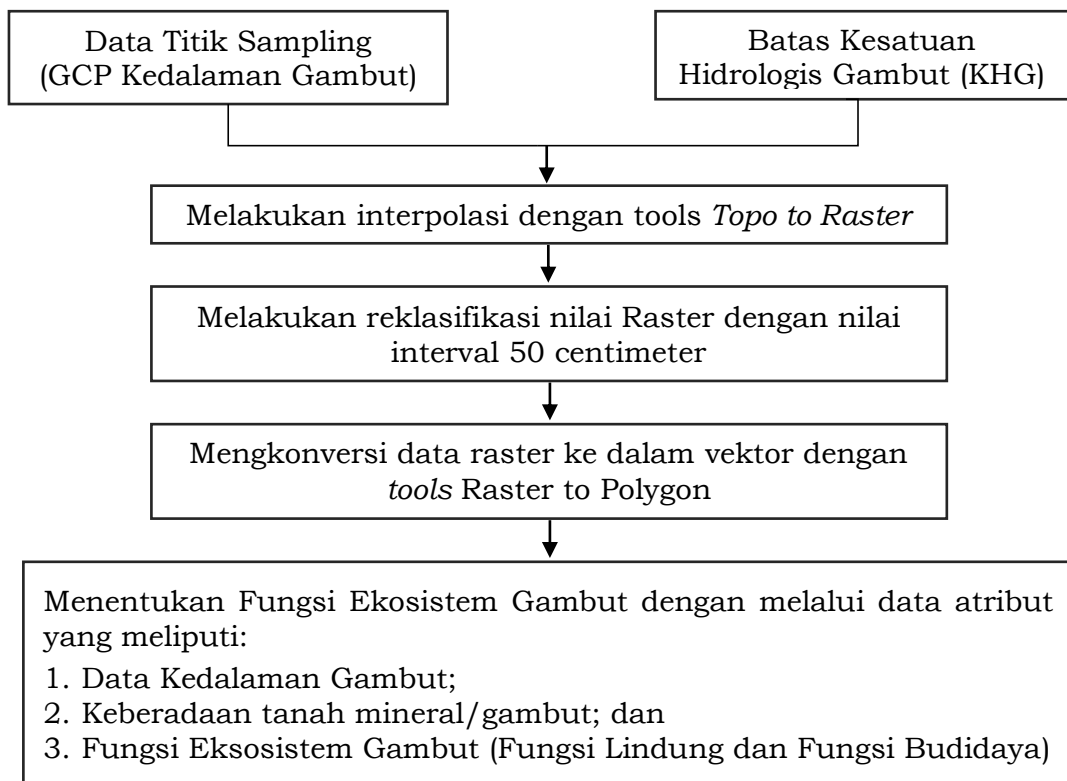 Data Titik Sampling
(GCP Kedalaman Gambut)
Batas Kesatuan
Hidrologis Gambut (KHG)
Melakukan interpolasi dengan tools Topo to Raster
Melakukan reklasifikasi nilai Raster dengan nilai
interval 50 centimeter
Mengkonversi data raster ke dalam vektor dengan
tools Raster to Polygon
Menentukan Fungsi Ekosistem Gambut dengan melalui data atribut
yang meliputi:
1. Data Kedalaman Gambut;
2. Keberadaan tanah mineral/gambut; dan
3. Fungsi Eksosistem Gambut (Fungsi Lindung dan Fungsi Budidaya)